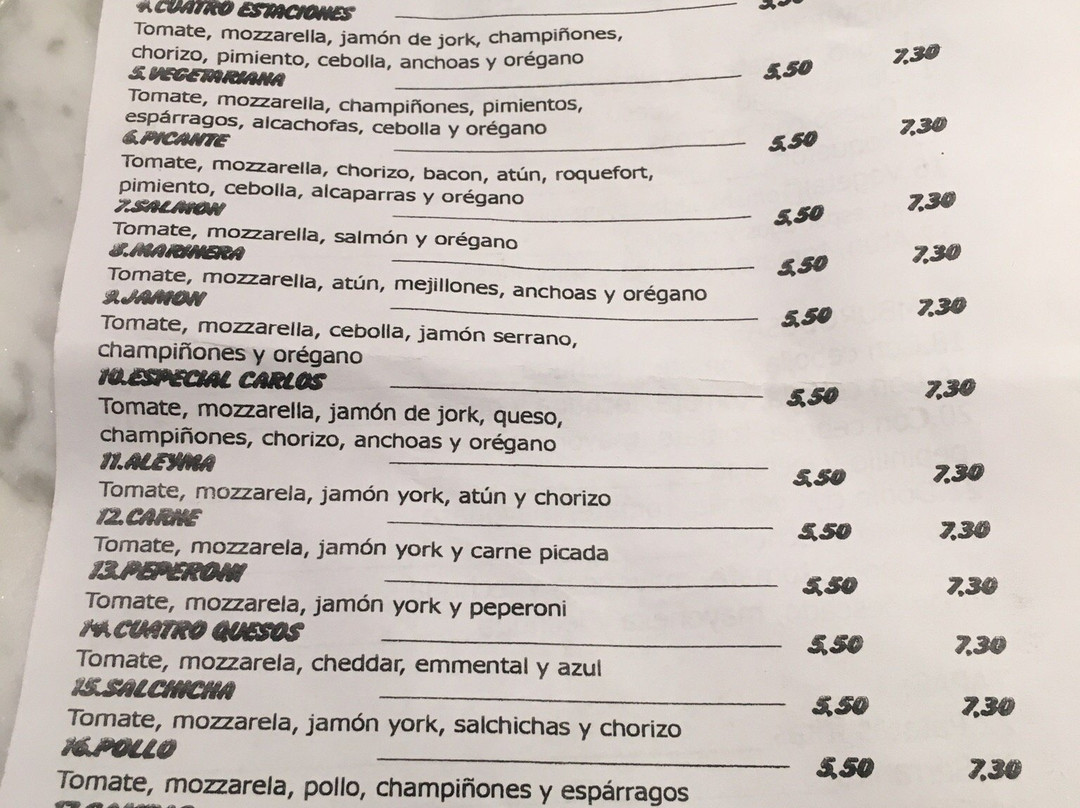 4.CUATRO ESTACIONES
Tomate, mozzarella, jamón de jork, champiñones,
chorizo, pimiento, cebolla, anchoas y orégano
5.VEGETARIANA 5,50 7,30
Tomate, mozzarella, champiñones, pimientos,
espárragos, alcachofas, cebolla y orégano
6.PICANTE 5,50 7,30
Tomate, mozzarella, chorizo, bacon, atún, roquefort,
pimiento, cebolla, alcaparras y orégano
7.SALMON 5,50 7,30
Tomate, mozzarella, salmón y orégano
8.MARINERA 5,50 7,30
Tomate, mozzarella, atún, mejillones, anchoas y orégano
9.JAMON 5,50 7,30
Tomate, mozzarella, cebolla, jamón serrano,
champiñones y orégano
10.ESPECIAL CARLOS 5,50 7,30
Tomate, mozzarella, jamón de jork, queso,
champiñones, chorizo, anchoas y orégano
11.ALEYMA 5,50 7,30
Tomate, mozzarela, jamón york, atún y chorizo
12.CARNE 5,50 7,30
Tomate, mozzarela, jamón york y carne picada
13.PEPERONI 5,50 7,30
Tomate, mozzarela, jamón york y peperoni
14.CUATRO QUESOS 5,50 7,30
Tomate, mozzarela, cheddar, emmental y azul
15.SALCHICHA 5,50 7,30
Tomate, mozzarela, jamón york, salchichas y chorizo
16.POLLO 5,50 7,30
Tomate, mozzarela, pollo, champiñones y espárragos